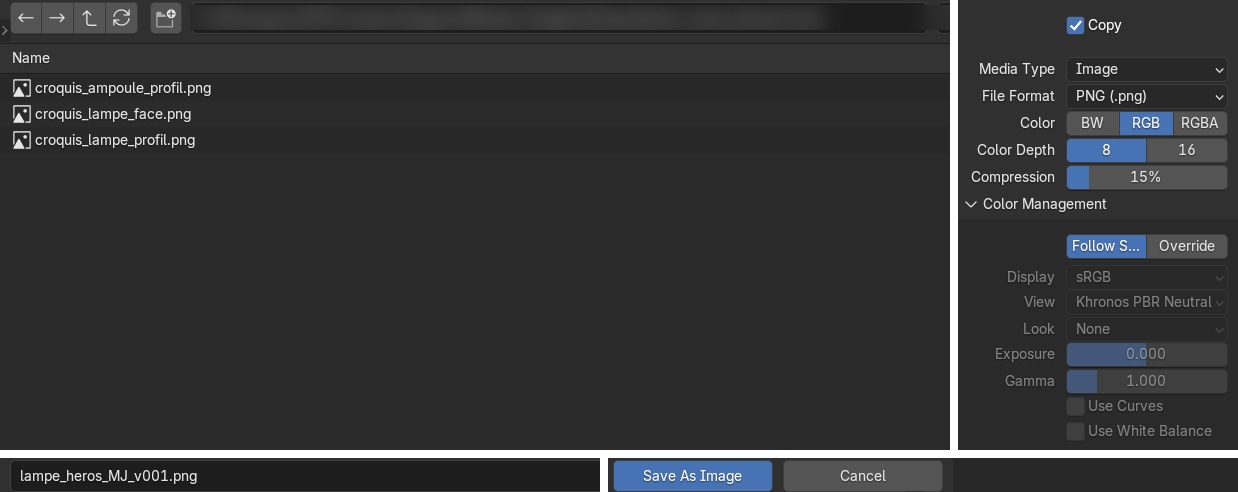 Name
croquis_ampoule_profil.png
croquis_lampe_face.png
croquis_lampe_profil.png
Copy
Media Type Image
File Format PNG (.png)
Color BW RGB RGBA
Color Depth 8 16
Compression 15%
Color Management
Follow S... Override
Display sRGB
View Khronos PBR Neutral
Look None
Exposure 0.000
Gamma 1.000
Use Curves
Use White Balance
lampe_heros_MJ_v001.png
Save As Image Cancel